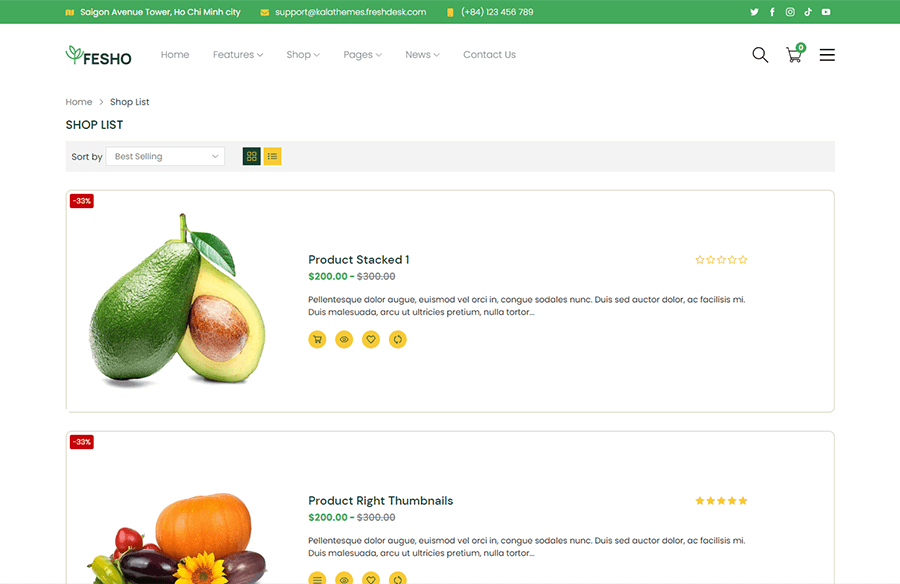 Saigon Avenue Tower, Ho Chi Minh city support@kalathemes.freshdesk.com (+84) 123 456 789
FESHO Home Features Shop Pages News Contact Us 0
Home > Shop List
SHOP LIST
Sort by Best Selling
-33%
Product Stacked 1
$200.00 - $300.00
Pellentesque dolor augue, euismod vel orci in, congue sodales nunc. Duis sed auctor dolor, ac facilisis mi.
Duis malesuada, arcu ut ultricies pretium, nulla tortor...
-33%
Product Right Thumbnails
$200.00 - $300.00
Pellentesque dolor augue, euismod vel orci in, congue sodales nunc. Duis sed auctor dolor, ac facilisis mi.
Duis malesuada, arcu ut ultricies pretium, nulla tortor...